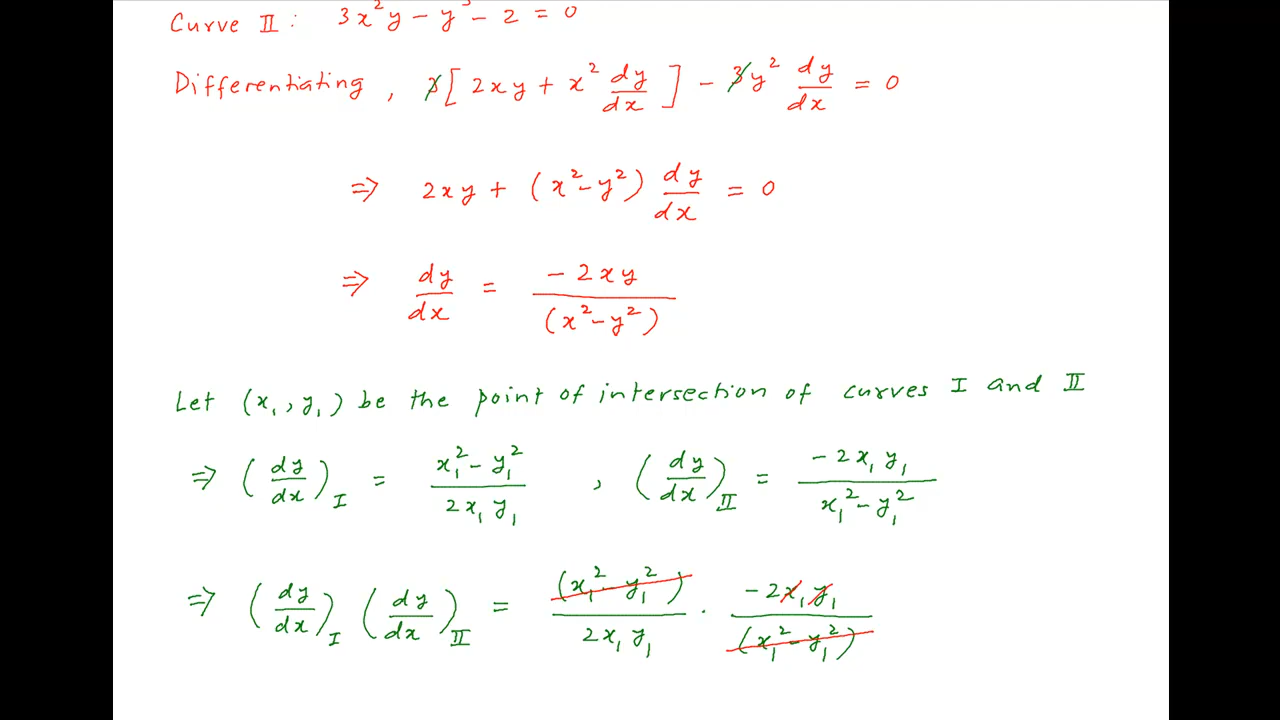 Curve II: 3x²y - y³ - 2 = 0
Differentiating, 3[2xy + x² dy/dx] - 3y² dy/dx = 0
⇒ 2xy + (x² - y²) dy/dx = 0
⇒ dy/dx = -2xy/(x² - y²)
Let (x₁, y₁) be the point of intersection of curves I and II
⇒ (dy/dx)_I = (x₁² - y₁²)/(2x₁y₁), (dy/dx)_II = -2x₁y₁/(x₁² - y₁²)
⇒ (dy/dx)_I (dy/dx)_II = (x₁² - y₁²)/(2x₁y₁) · -2x₁y₁/(x₁² - y₁²)